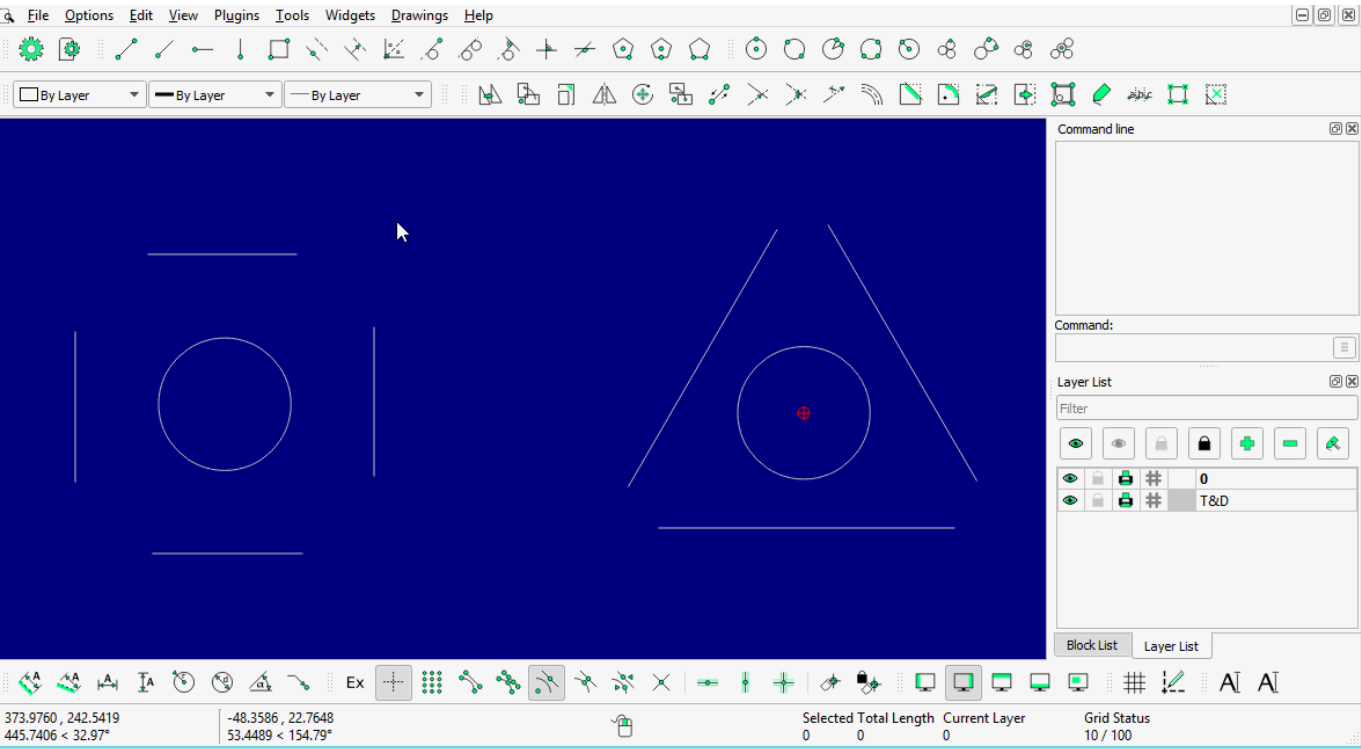 File Options Edit View Plugins Tools Widgets Drawings Help
By Layer By Layer By Layer
Command line
Command:
Layer List
Filter
0
T&D
Block List Layer List
Ex
373.9760 , 242.5419 -48.3586 , 22.7648 Selected Total Length Current Layer Grid Status
445.7406 < 32.97° 53.4489 < 154.79° 0 0 0 10 / 100